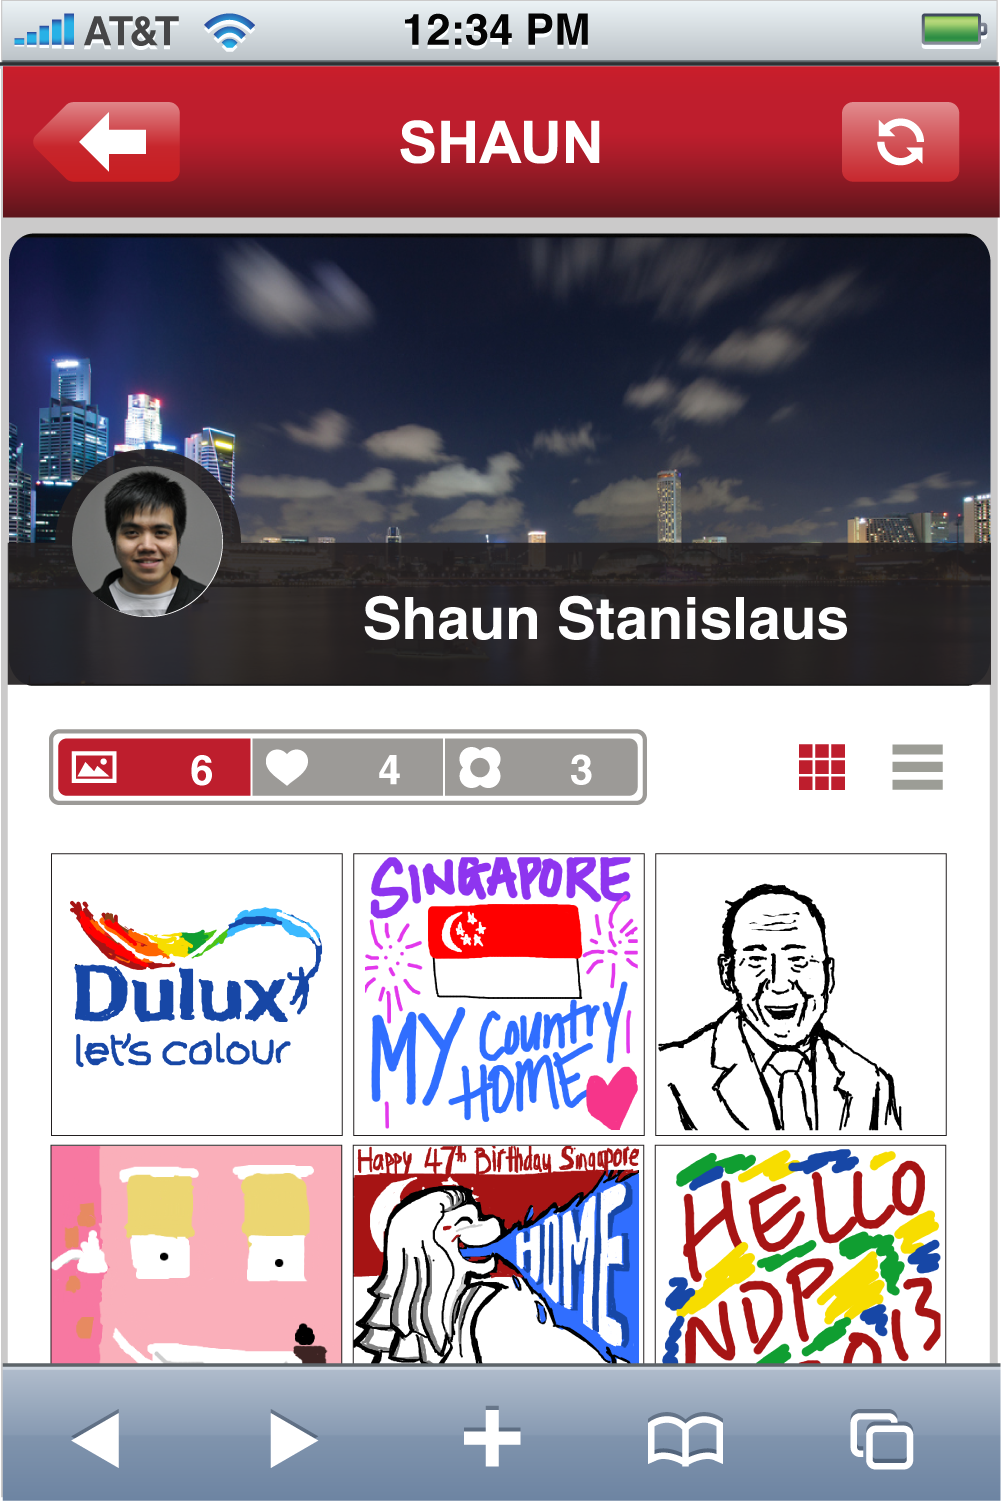 AT&T 12:34 PM
SHAUN
Shaun Stanislaus
6 4 3
Dulux
let's colour
SINGAPORE
MY Country
HOME
Happy 47th Birthday Singapore
HOME
HELLO
NDP
2013